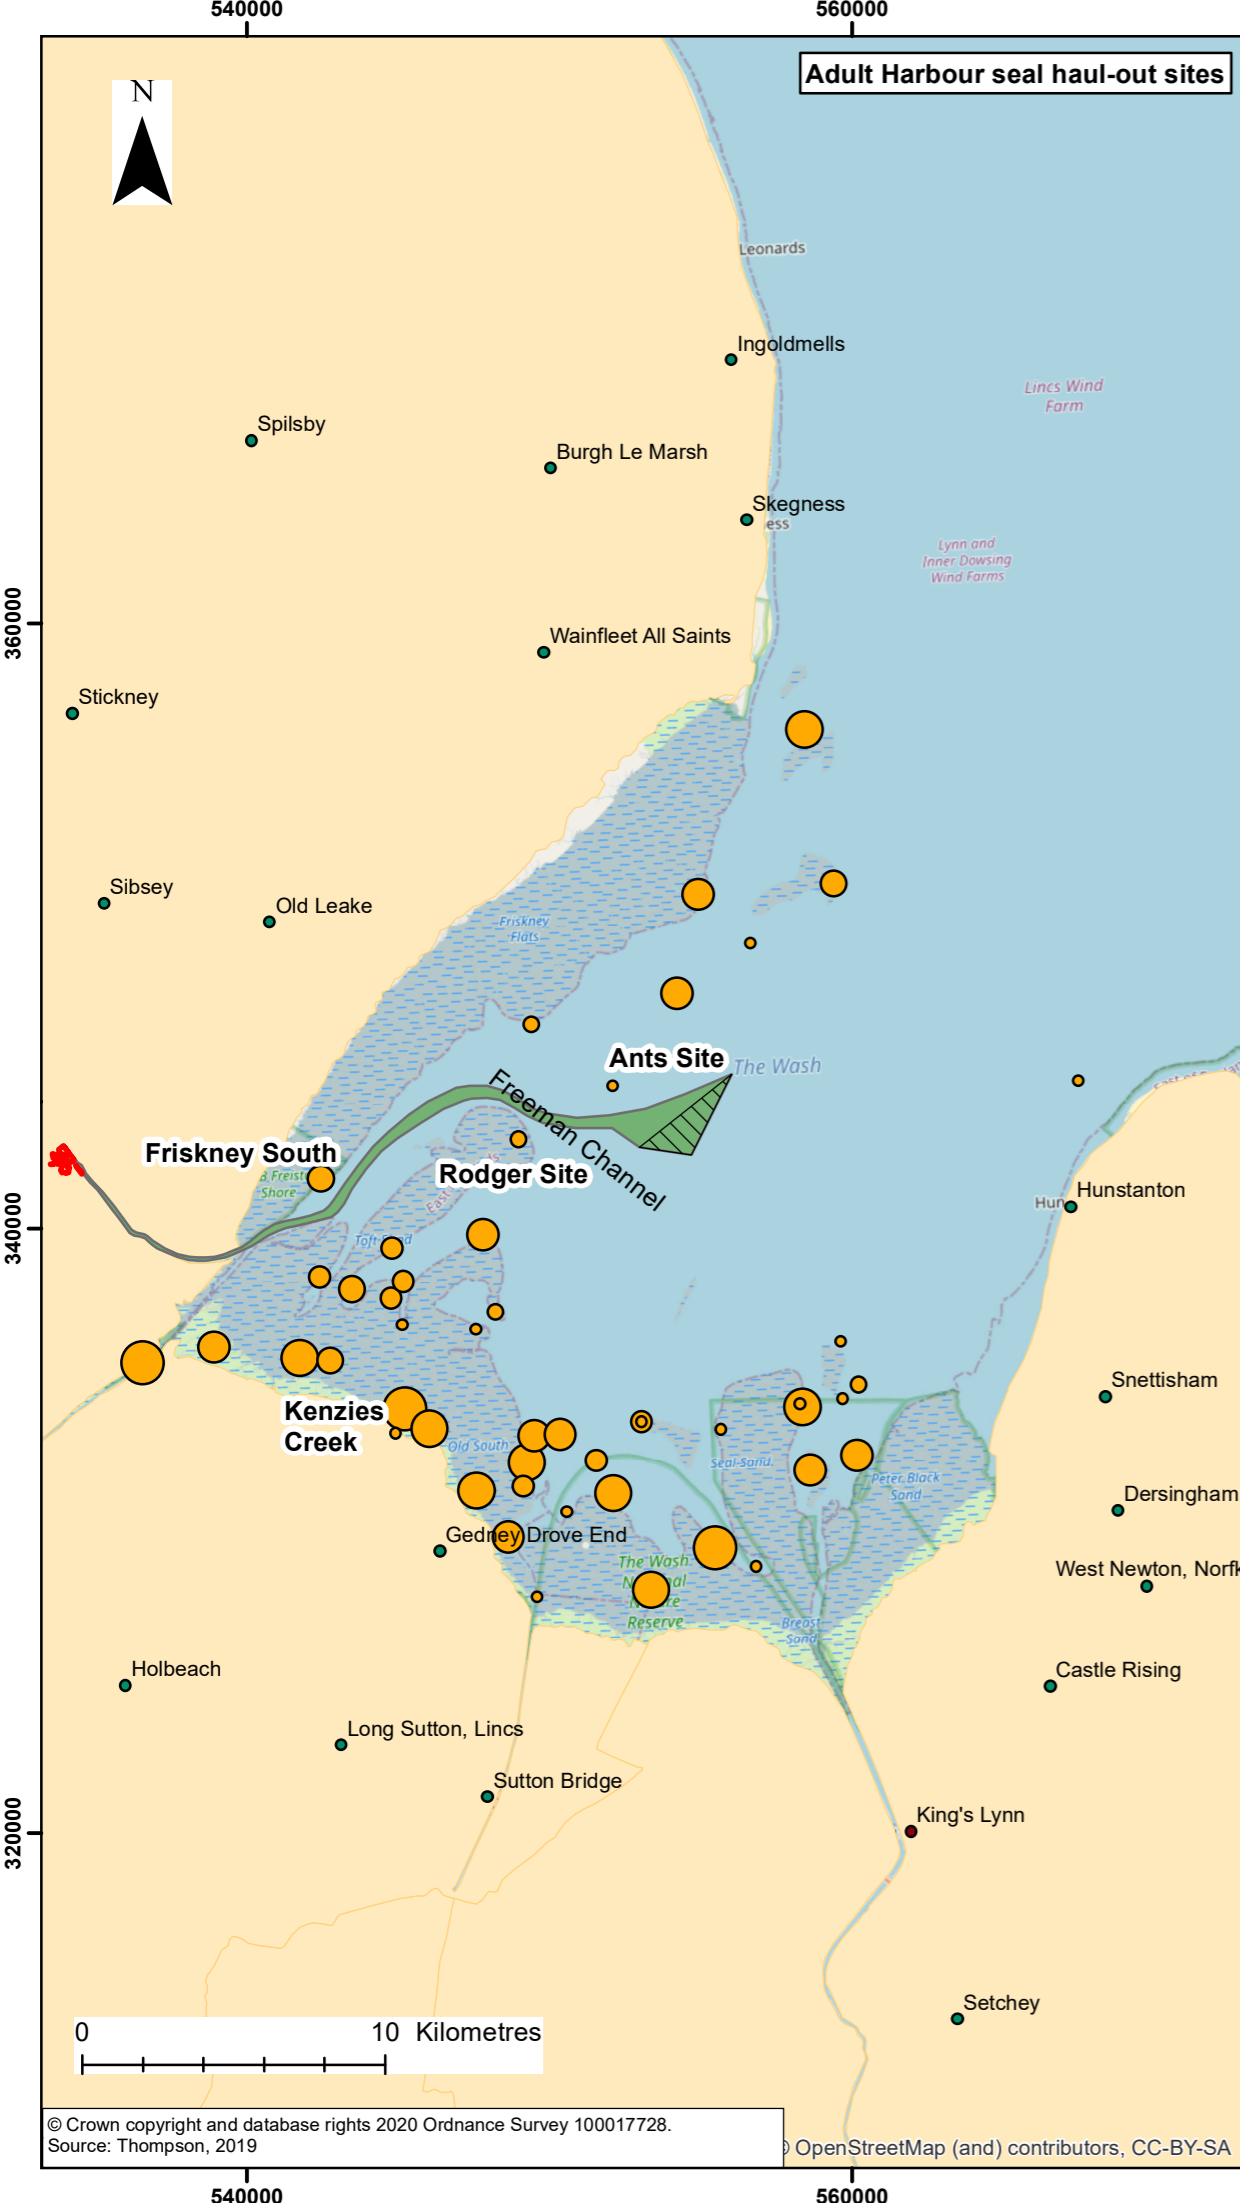 540000
560000
Adult Harbour seal haul-out sites
N
Leonards
Ingoldmells
Lincs Wind
Farm
Spilsby
Burgh Le Marsh
Skegness
ess
Lynn and
Inner Dowsing
Wind Farms
360000
Wainfleet All Saints
Stickney
Sibsey
Old Leake
Friskney
Flats
Ants Site
The Wash
Freeman Channel
Friskney South
Shore
Rodger Site
Hunstanton
Hun
340000
Snettisham
Kenzies
Creek
Old South
Seal Sand
Peter Black
Sand
Dersingham
Gedney Drove End
The Wash
Reserve
West Newton, Norfk
Breast
Sand
Holbeach
Castle Rising
Long Sutton, Lincs
Sutton Bridge
King's Lynn
320000
Setchey
0 10 Kilometres
© Crown copyright and database rights 2020 Ordnance Survey 100017728.
Source: Thompson, 2019
OpenStreetMap (and) contributors, CC-BY-SA
540000
560000